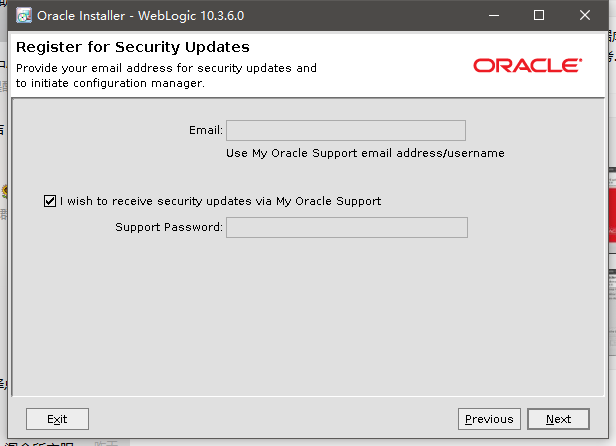 Oracle Installer - WebLogic 10.3.6.0
Register for Security Updates
Provide your email address for security updates and
to initiate configuration manager.
ORACLE
Email:
Use My Oracle Support email address/username
I wish to receive security updates via My Oracle Support
Support Password:
Exit
Previous
Next